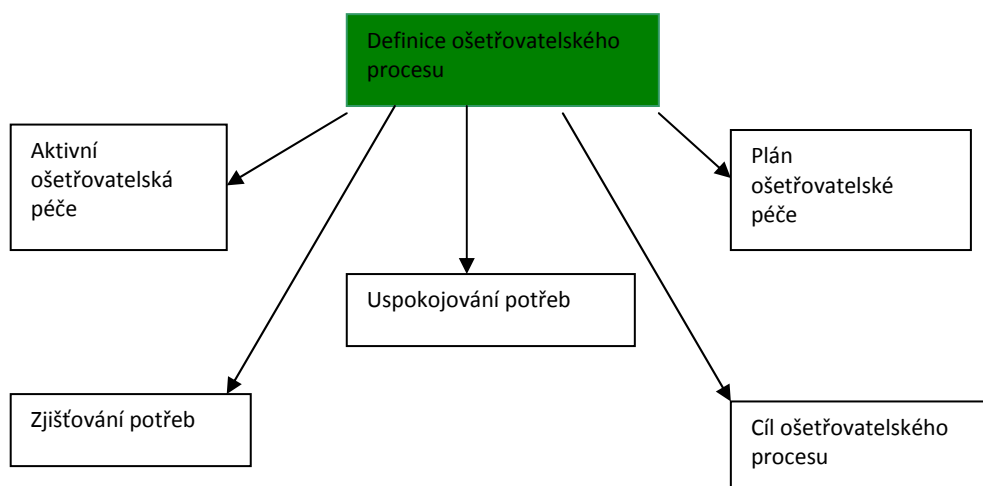 Definice ošetřovatelského
procesu
Aktivní
ošetřovatelská
péče
Plán
ošetřovatelské
péče
Uspokojování potřeb
Zjišťování potřeb
Cíl ošetřovatelského
procesu